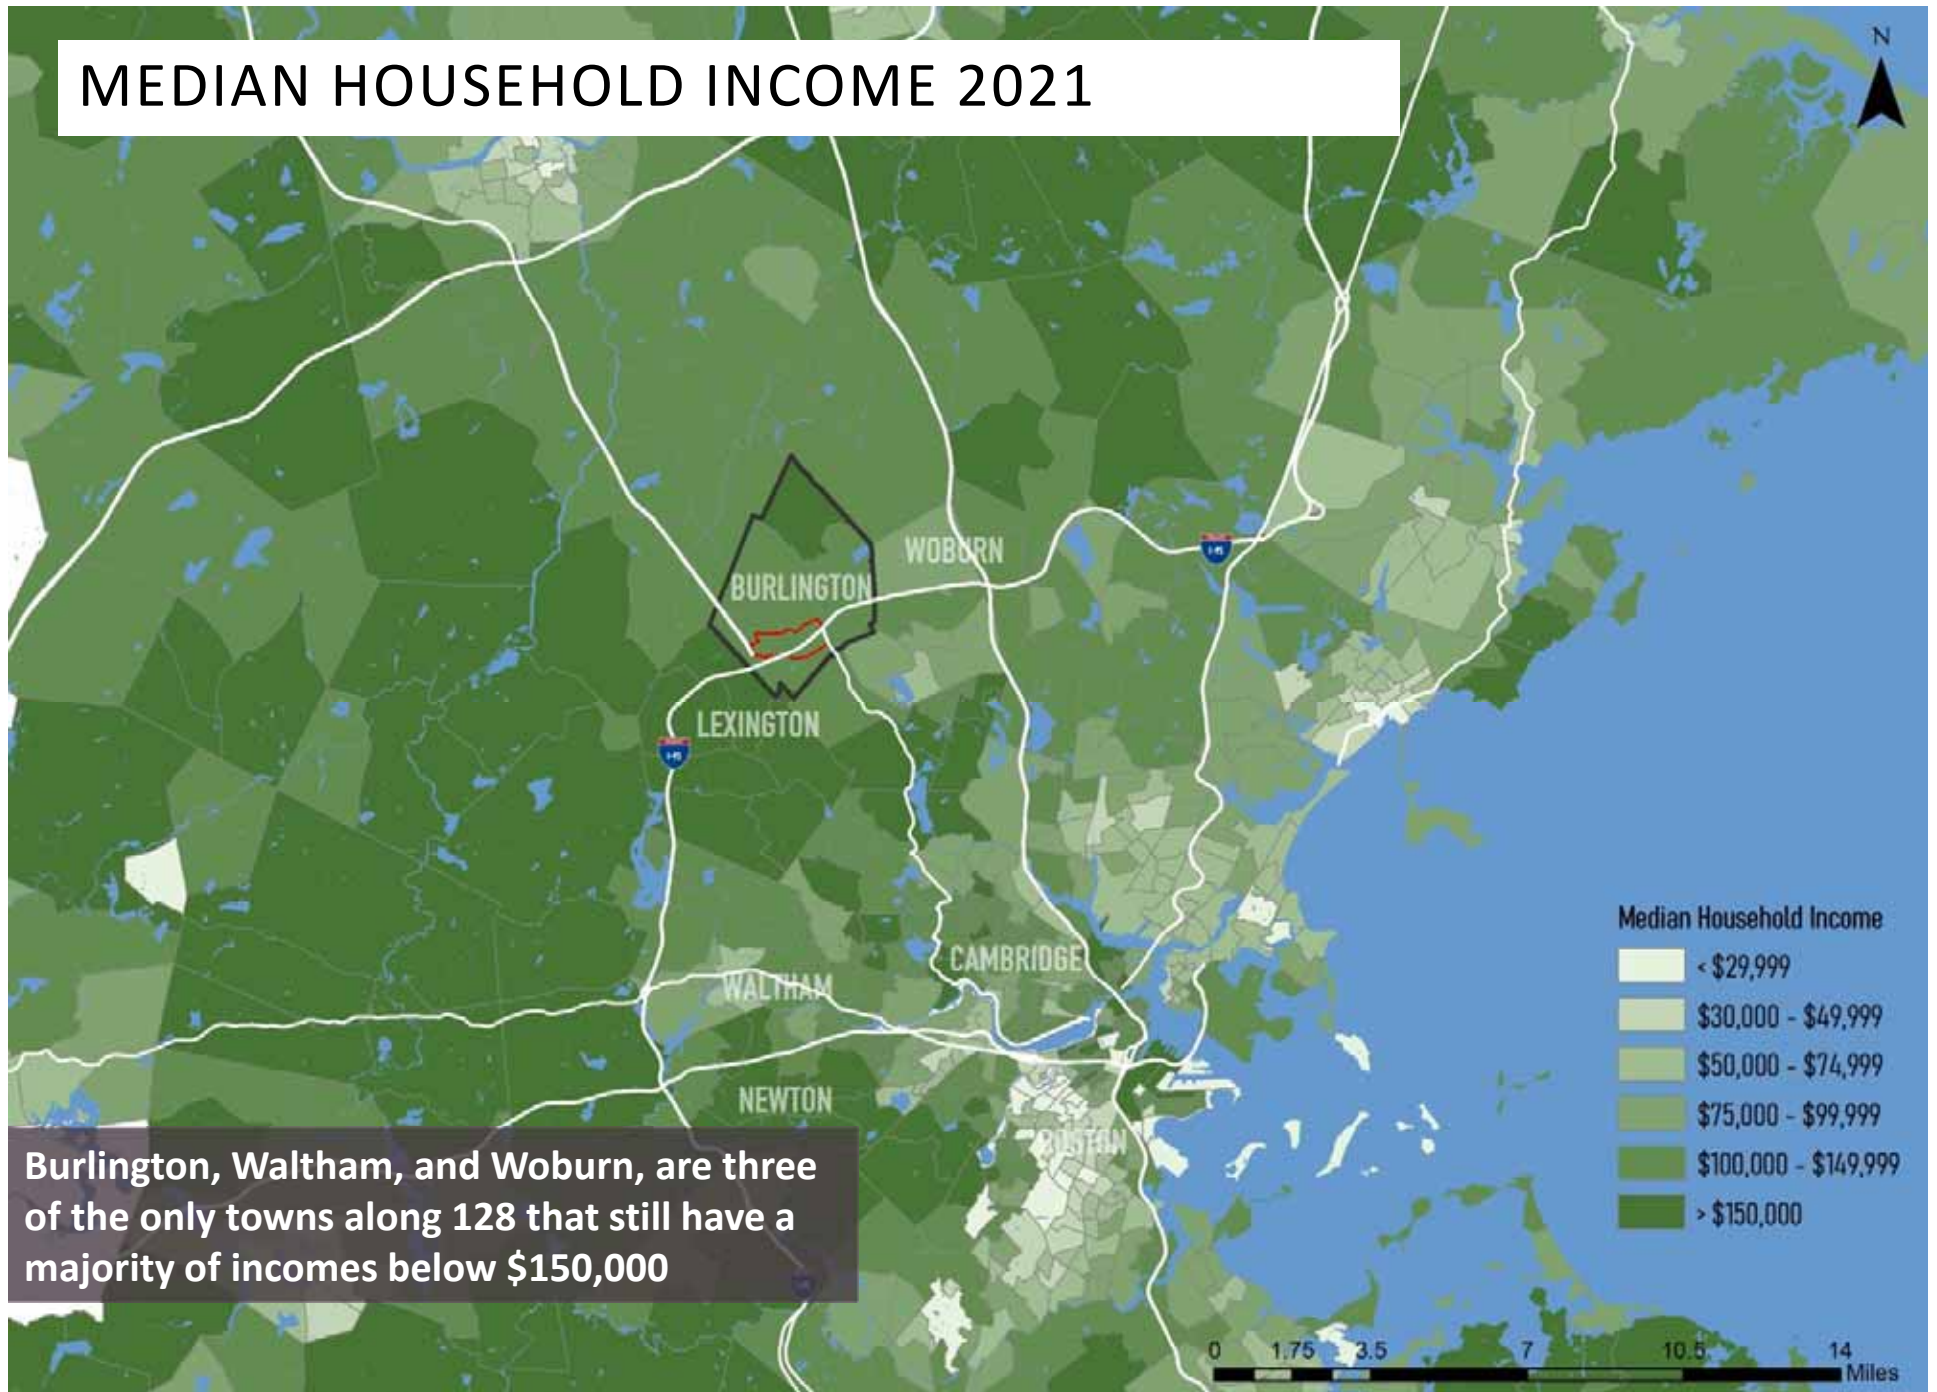 MEDIAN HOUSEHOLD INCOME 2021
N
WOBURN
BURLINGTON
I-95
LEXINGTON
I-95
CAMBRIDGE
WALTHAM
NEWTON
BOSTON
Median Household Income
< $29,999
$30,000 - $49,999
$50,000 - $74,999
$75,000 - $99,999
$100,000 - $149,999
> $150,000
Burlington, Waltham, and Woburn, are three
of the only towns along 128 that still have a
majority of incomes below $150,000
0 1.75 3.5 7 10.5 14
Miles